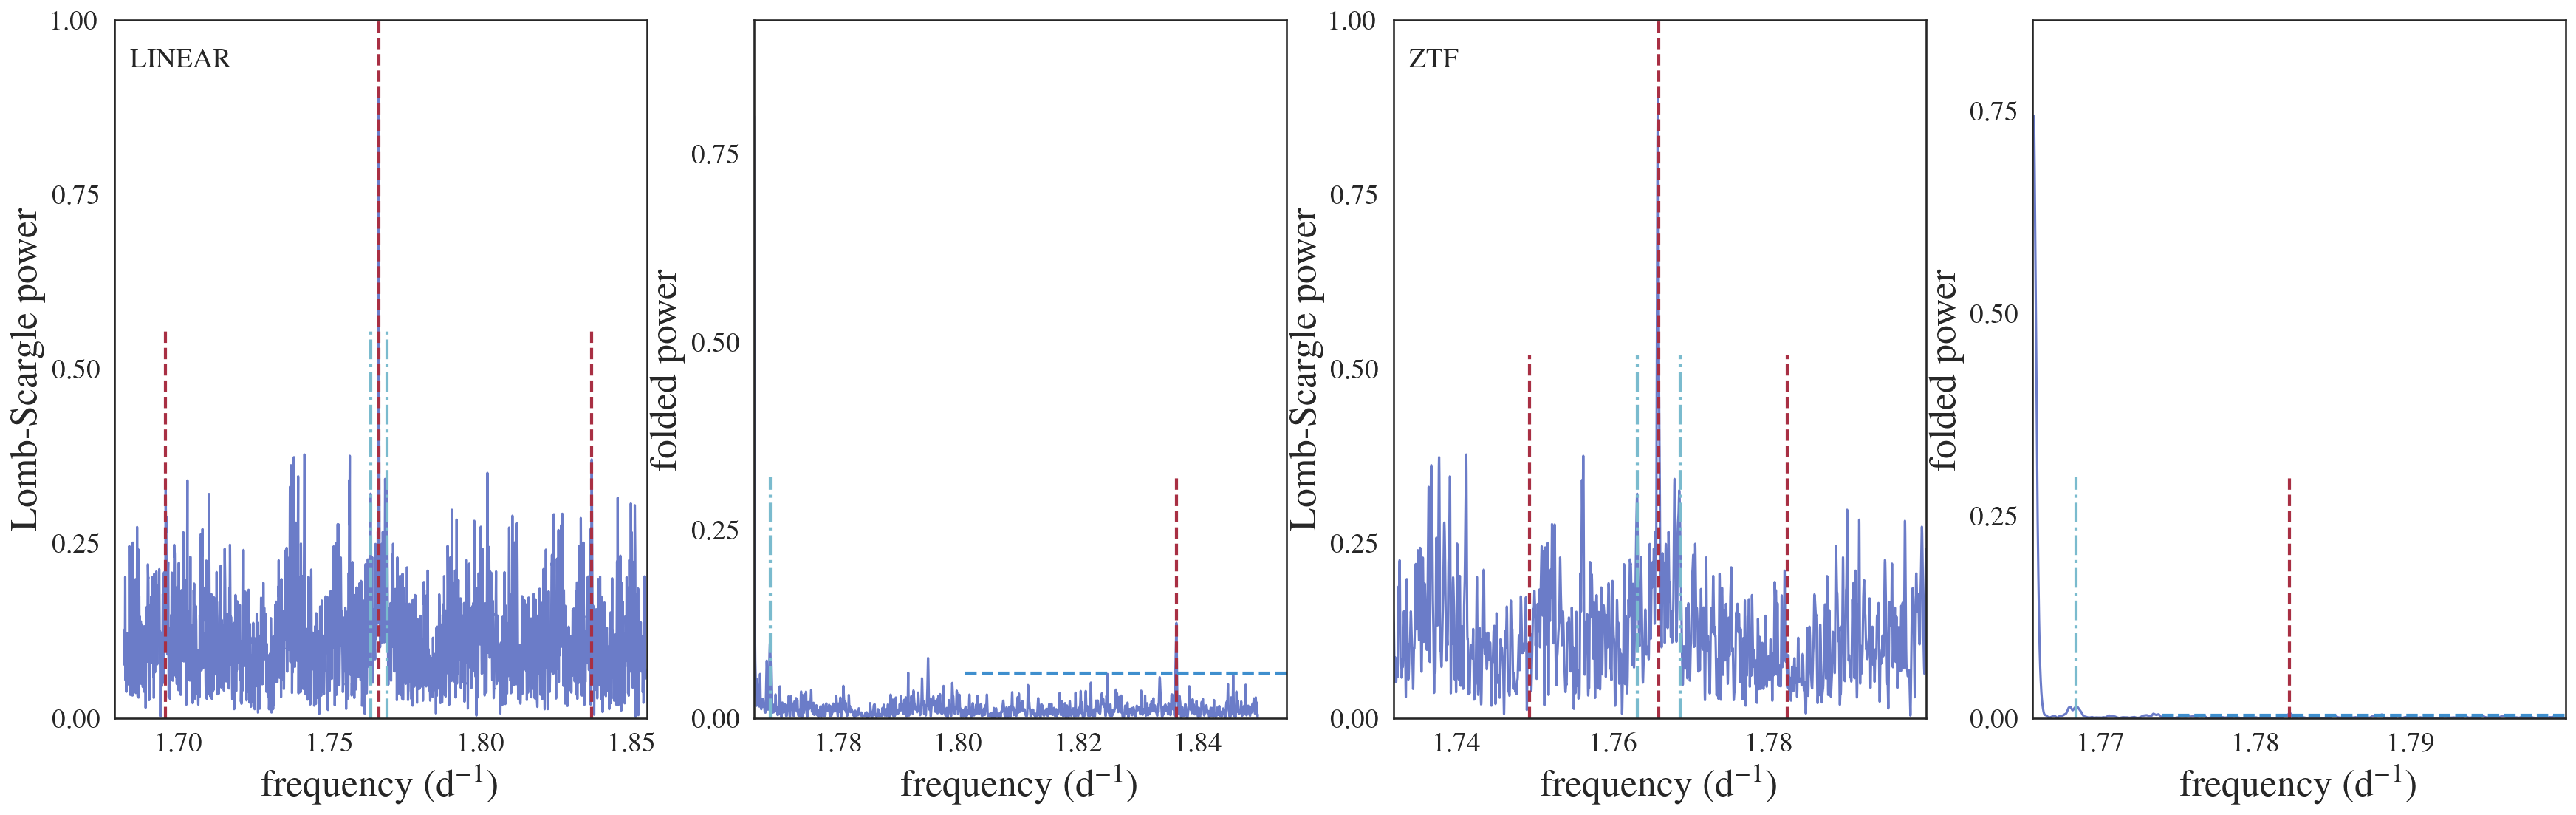 LINEAR
Lomb-Scargle power
1.00
0.75
0.50
0.25
0.00
1.70 1.75 1.80 1.85
frequency (d⁻¹)
folded power
0.75
0.50
0.25
0.00
1.78 1.80 1.82 1.84
frequency (d⁻¹)
ZTF
Lomb-Scargle power
1.00
0.75
0.50
0.25
0.00
1.74 1.76 1.78
frequency (d⁻¹)
folded power
0.75
0.50
0.25
0.00
1.77 1.78 1.79
frequency (d⁻¹)